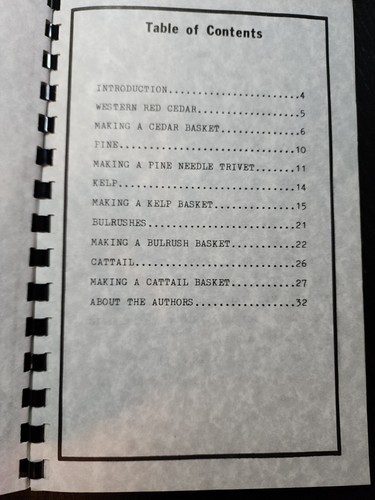 Table of Contents
INTRODUCTION......................4
WESTERN RED CEDAR.................5
MAKING A CEDAR BASKET.............6
PINE.............................10
MAKING A PINE NEEDLE TRIVET......11
KELP.............................14
MAKING A KELP BASKET.............15
BULRUSHES........................21
MAKING A BULRUSH BASKET..........22
CATTAIL..........................26
MAKING A CATTAIL BASKET..........27
ABOUT THE AUTHORS................32